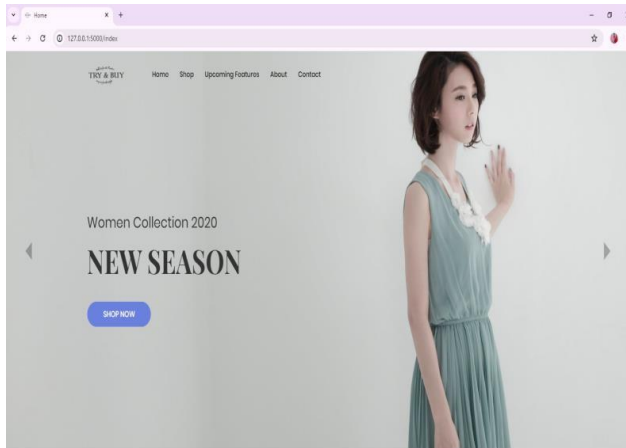 Home
127.0.0.1:5000/index
TRY & BUY
Home Shop Upcoming Features About Contact
Women Collection 2020
NEW SEASON
SHOP NOW